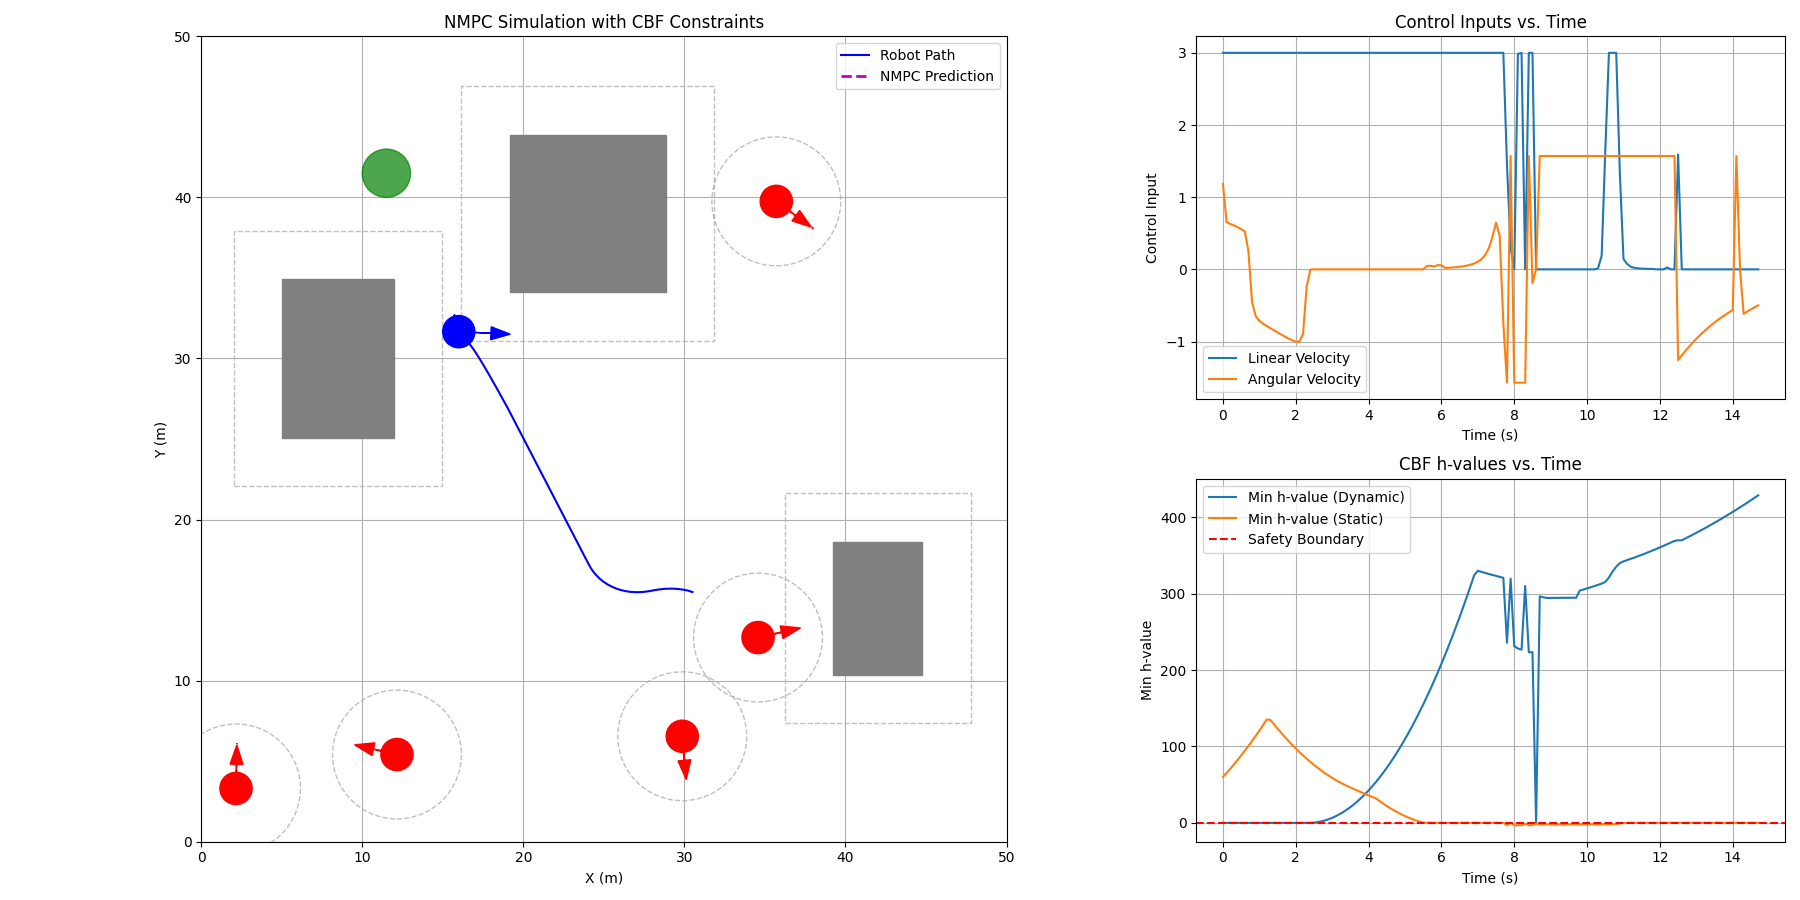 NMPC Simulation with CBF Constraints
Robot Path
NMPC Prediction
50
40
30
20
10
0
Y (m)
0 10 20 30 40 50
X (m)
Control Inputs vs. Time
3
2
1
0
−1
Control Input
Linear Velocity
Angular Velocity
0 2 4 6 8 10 12 14
Time (s)
CBF h-values vs. Time
Min h-value (Dynamic)
Min h-value (Static)
Safety Boundary
400
300
200
100
0
Min h-value
0 2 4 6 8 10 12 14
Time (s)